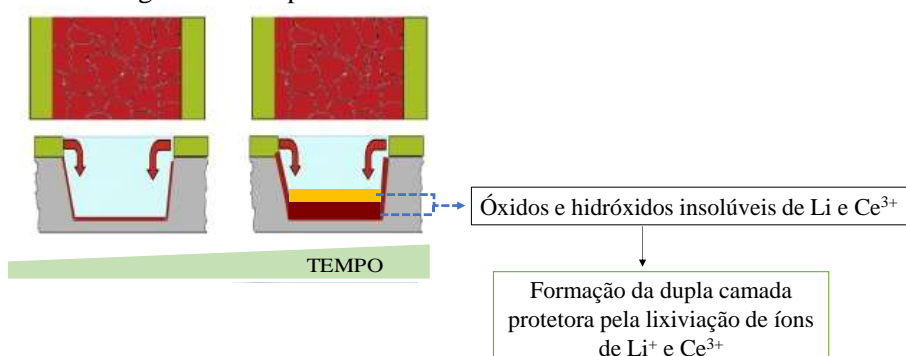 TEMPO
Óxidos e hidróxidos insolúveis de Li e Ce³⁺
Formação da dupla camada
protetora pela lixiviação de íons
de Li⁺ e Ce³⁺